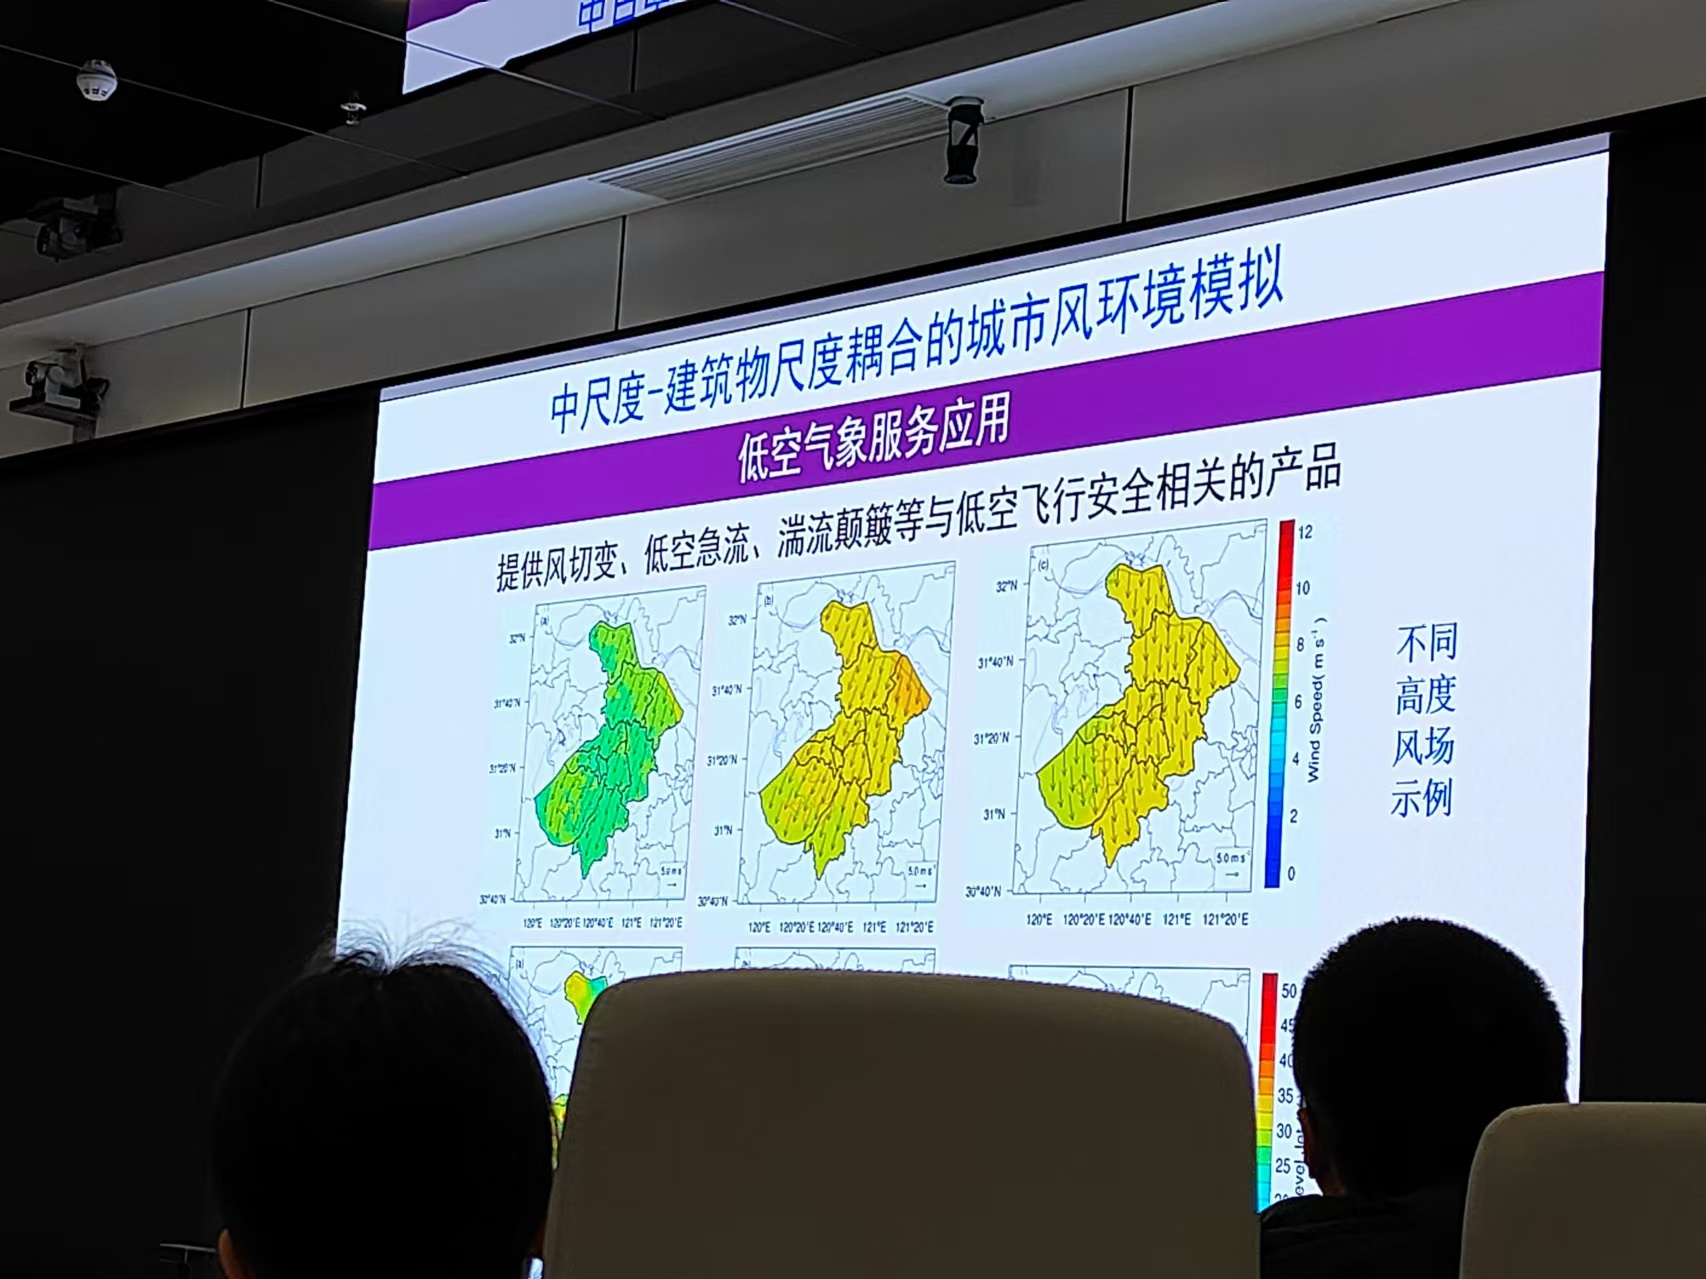 中尺度-建筑物尺度耦合的城市风环境模拟
低空气象服务应用
提供风切变、低空急流、湍流颠簸等与低空飞行安全相关的产品
(a)
32°N
31°40'N
31°20'N
31°N
30°40'N
120°E 120°20'E 120°40'E 121°E 121°20'E
5.0 m s⁻¹
(b)
32°N
31°40'N
31°20'N
31°N
30°40'N
120°E 120°20'E 120°40'E 121°E 121°20'E
5.0 m s⁻¹
(c)
32°N
31°40'N
31°20'N
31°N
30°40'N
120°E 120°20'E 120°40'E 121°E 121°20'E
5.0 m s⁻¹
12
10
8
6
4
2
0
Wind Speed( m s⁻¹ )
不同
高度
风场
示例
(a)
50
45
40
35
30
25